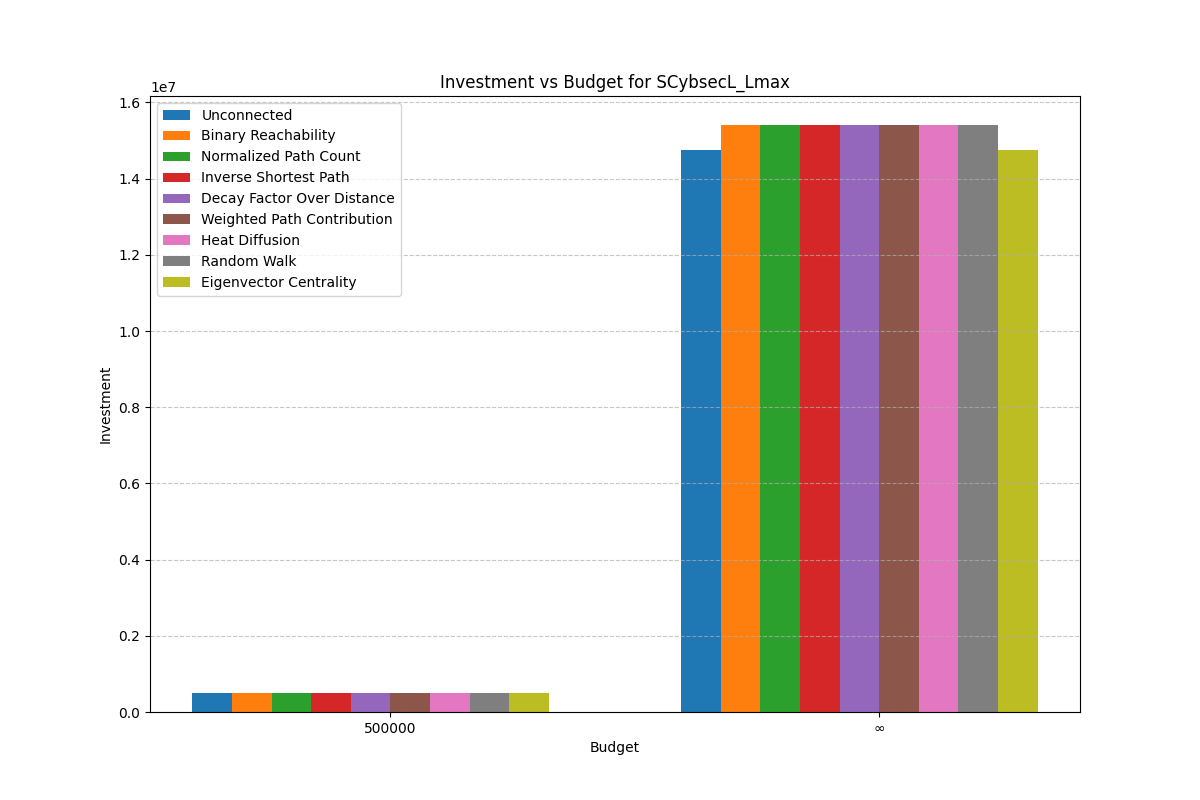 Investment vs Budget for SCybsecL_Lmax
1e7
1.6
1.4
1.2
1.0
0.8
0.6
0.4
0.2
0.0
Investment
Unconnected
Binary Reachability
Normalized Path Count
Inverse Shortest Path
Decay Factor Over Distance
Weighted Path Contribution
Heat Diffusion
Random Walk
Eigenvector Centrality
500000
∞
Budget